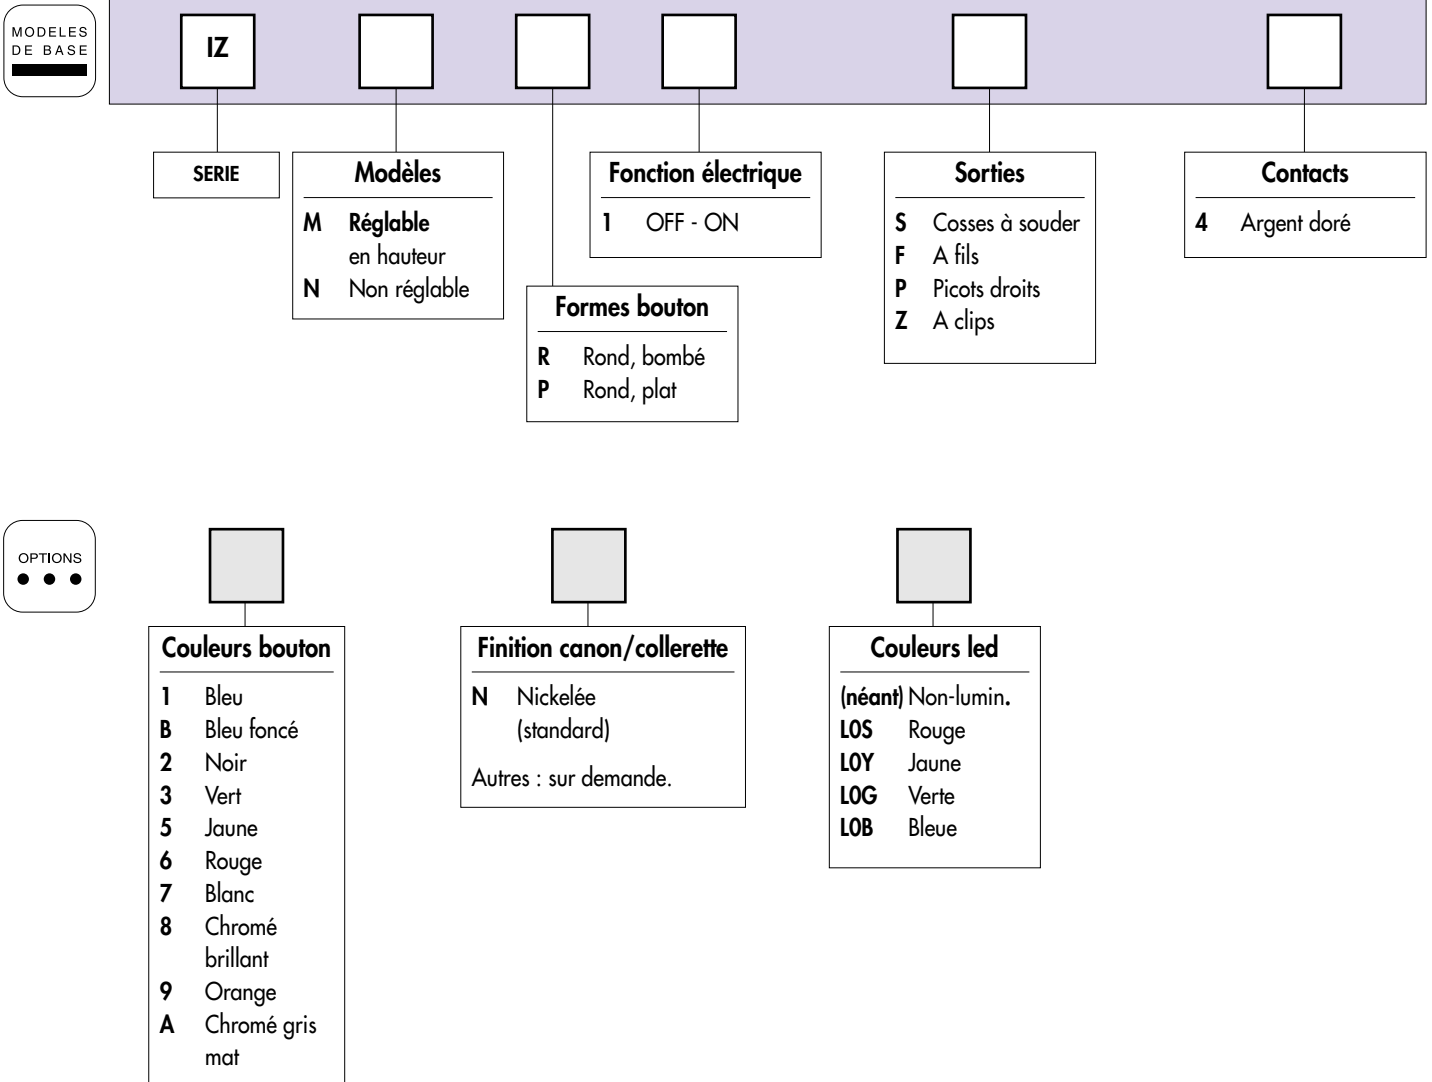 MODELES
DE BASE
IZ
SERIE
Modèles
M Réglable
en hauteur
N Non réglable
Formes bouton
R Rond, bombé
P Rond, plat
Fonction électrique
1 OFF - ON
Sorties
S Cosses à souder
F A fils
P Picots droits
Z A clips
Contacts
4 Argent doré
OPTIONS
Couleurs bouton
1 Bleu
B Bleu foncé
2 Noir
3 Vert
5 Jaune
6 Rouge
7 Blanc
8 Chromé
brillant
9 Orange
A Chromé gris
mat
Finition canon/collerette
N Nickelée
(standard)
Autres : sur demande.
Couleurs led
(néant) Non-lumin.
L0S Rouge
L0Y Jaune
L0G Verte
L0B Bleue